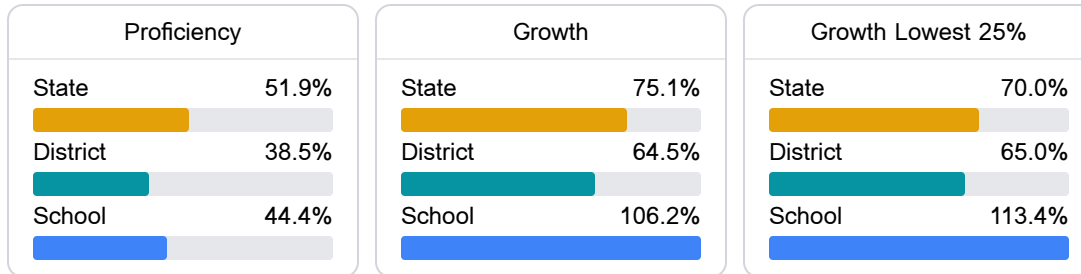 Proficiency
State 51.9%
District 38.5%
School 44.4%
Growth
State 75.1%
District 64.5%
School 106.2%
Growth Lowest 25%
State 70.0%
District 65.0%
School 113.4%